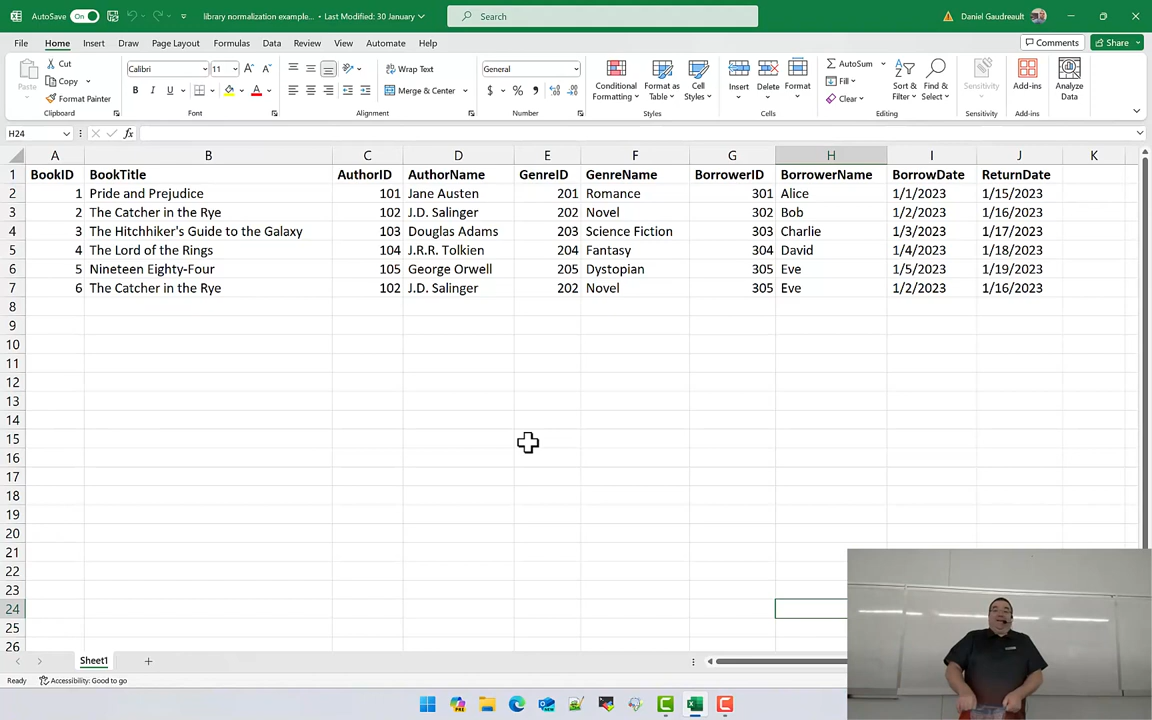 AutoSave On library normalization example... • Last Modified: 30 January Search Daniel Gaudreault
File Home Insert Draw Page Layout Formulas Data Review View Automate Help Comments Share
Paste Cut Copy Format Painter Clipboard
Calibri 11 A A B I U A Font
Wrap Text Merge & Center Alignment
General $ % , Number
Conditional Formatting Format as Table Cell Styles Styles
Insert Delete Format Cells
AutoSum Fill Clear Sort & Filter Find & Select Editing
Sensitivity Sensitivity
Add-ins Add-ins
Analyze Data
H24 fx
A B C D E F G H I J K
1 BookID BookTitle AuthorID AuthorName GenreID GenreName BorrowerID BorrowerName BorrowDate ReturnDate
2 1 Pride and Prejudice 101 Jane Austen 201 Romance 301 Alice 1/1/2023 1/15/2023
3 2 The Catcher in the Rye 102 J.D. Salinger 202 Novel 302 Bob 1/2/2023 1/16/2023
4 3 The Hitchhiker's Guide to the Galaxy 103 Douglas Adams 203 Science Fiction 303 Charlie 1/3/2023 1/17/2023
5 4 The Lord of the Rings 104 J.R.R. Tolkien 204 Fantasy 304 David 1/4/2023 1/18/2023
6 5 Nineteen Eighty-Four 105 George Orwell 205 Dystopian 305 Eve 1/5/2023 1/19/2023
7 6 The Catcher in the Rye 102 J.D. Salinger 202 Novel 305 Eve 1/2/2023 1/16/2023
8
9
10
11
12
13
14
15
16
17
18
19
20
21
22
23
24
25
26
Sheet1
Ready Accessibility: Good to go